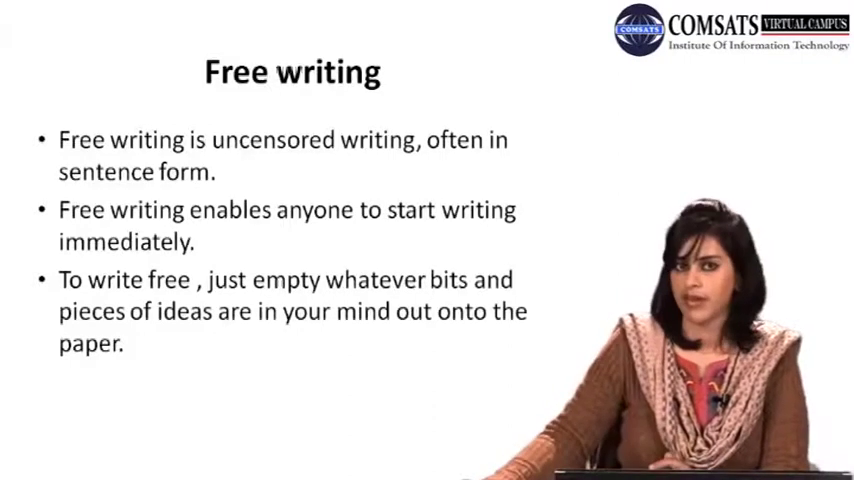 COMSATS VIRTUAL CAMPUS
COMSATS
Institute Of Information Technology
Free writing
• Free writing is uncensored writing, often in
sentence form.
• Free writing enables anyone to start writing
immediately.
• To write free , just empty whatever bits and
pieces of ideas are in your mind out onto the
paper.